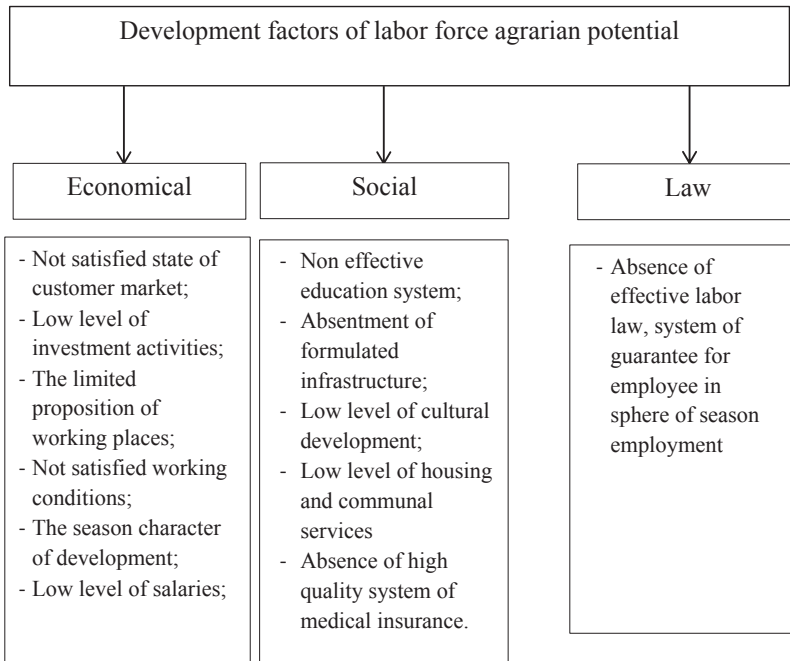 Development factors of labor force agrarian potential
Economical
Social
Law
- Not satisfied state of
customer market;
- Low level of
investment activities;
- The limited
proposition of
working places;
- Not satisfied working
conditions;
- The season character
of development;
- Low level of salaries;
- Non effective
education system;
- Absentment of
formulated
infrastructure;
- Low level of cultural
development;
- Low level of housing
and communal
services
- Absence of high
quality system of
medical insurance.
- Absence of
effective labor
law, system of
guarantee for
employee in
sphere of season
employment